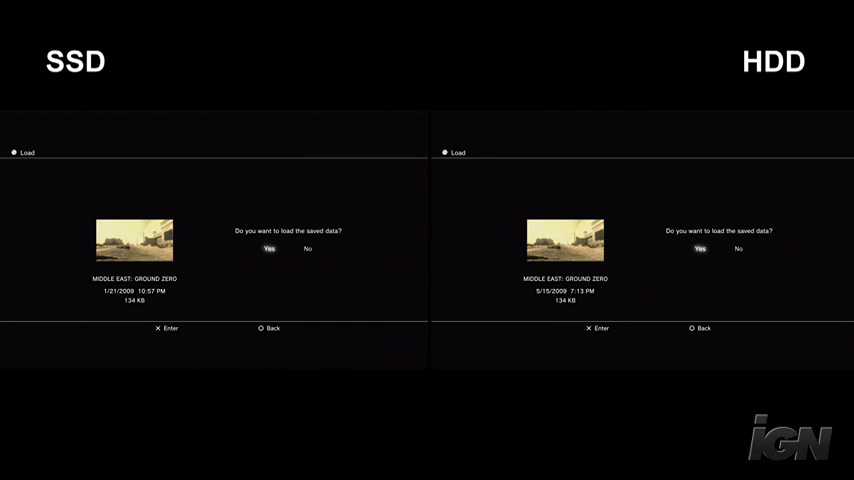 SSD
HDD
Load
Do you want to load the saved data?
Yes No
MIDDLE EAST: GROUND ZERO
1/21/2009 10:57 PM
134 KB
X Enter O Back
Load
Do you want to load the saved data?
Yes No
MIDDLE EAST: GROUND ZERO
5/15/2009 7:13 PM
134 KB
X Enter O Back
IGN